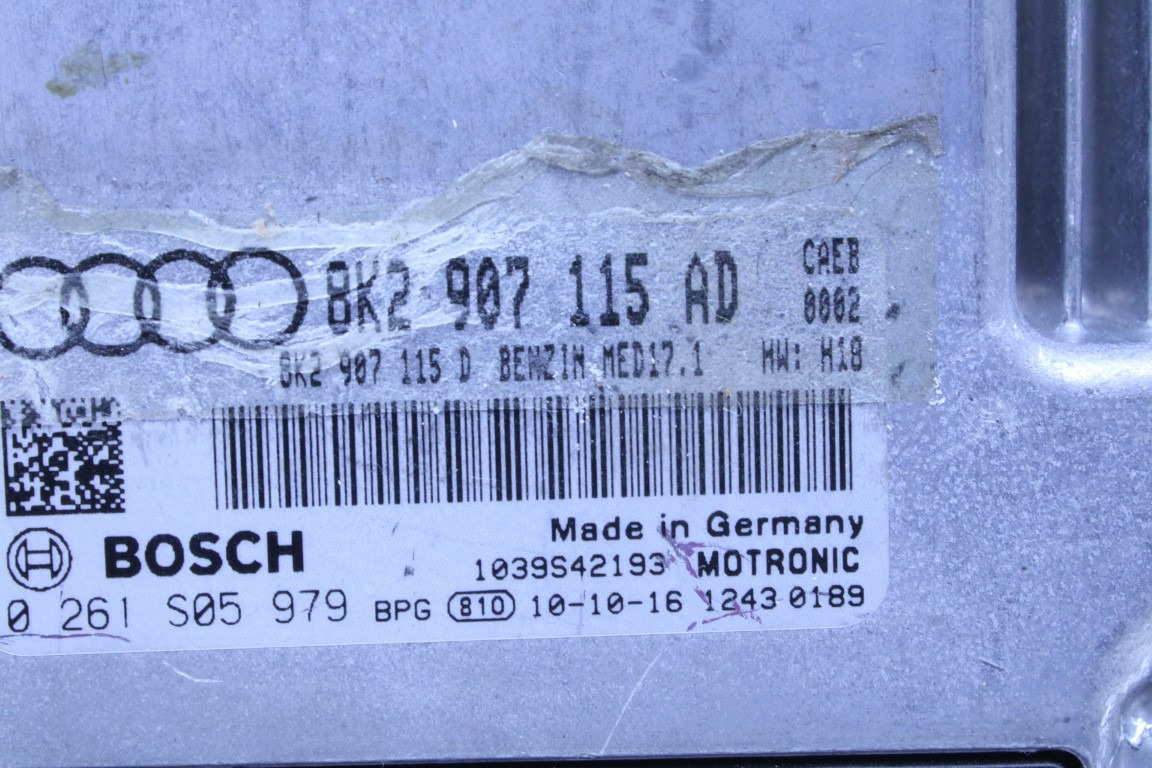 8K2 907 115 AD
CAEB
0002
8K2 907 115 D BENZIN MED17.1 HW: H18
BOSCH
Made in Germany
1039S42193 MOTRONIC
0 261 S05 979 BPG 810 10-10-16 1243 0189